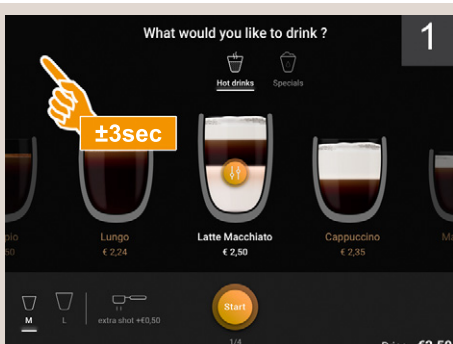 What would you like to drink ?
1
Hot drinks
Specials
±3sec
Lungo
€ 2,24
Latte Macchiato
€ 2,50
Cappuccino
€ 2,35
M
L
extra shot +€0,50
Start
1/4